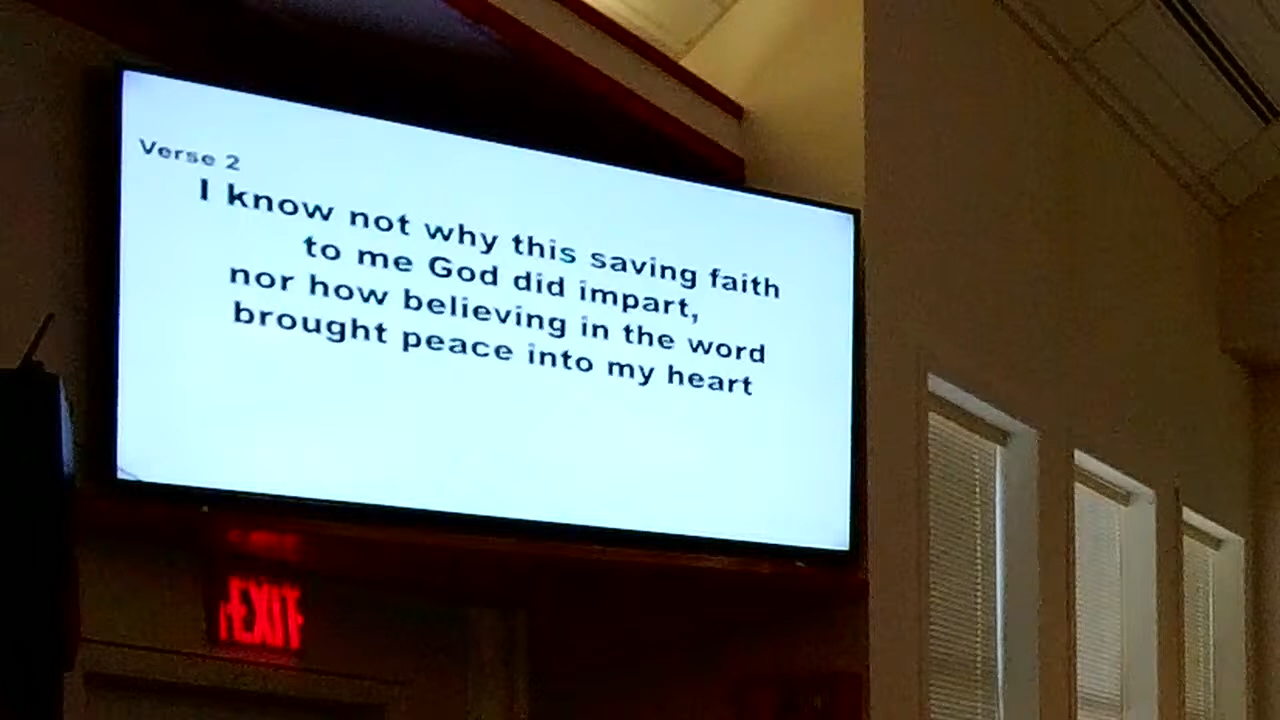 Verse 2
I know not why this saving faith
to me God did impart,
nor how believing in the word
brought peace into my heart
EXIT